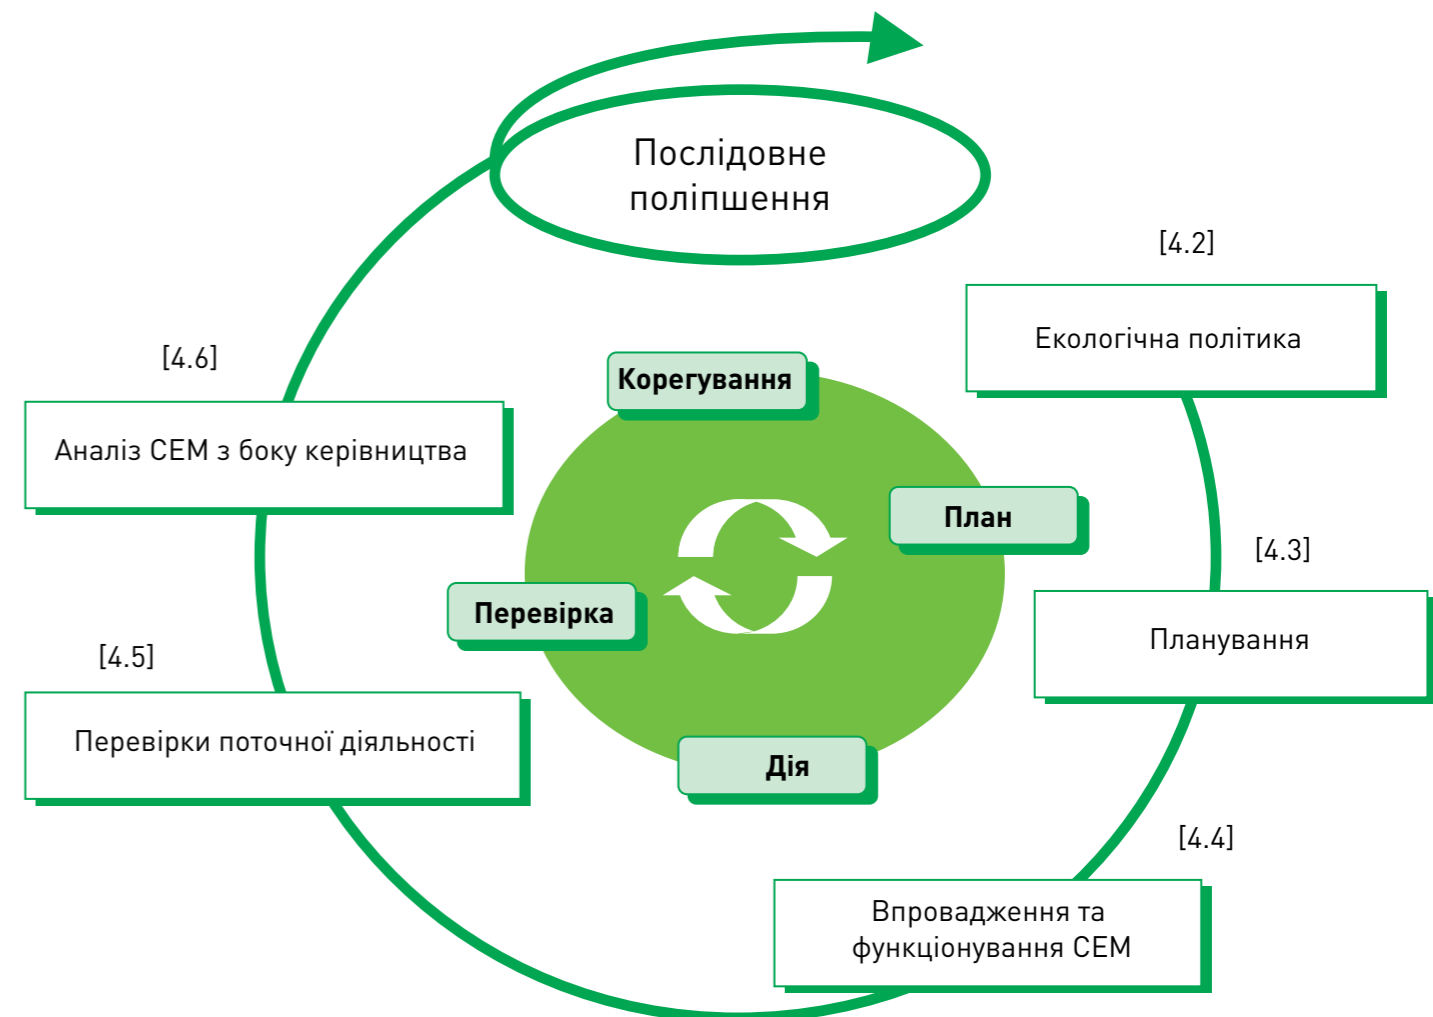 Послідовне
поліпшення
[4.2]
Екологічна політика
[4.6]
Корегування
Аналіз СЕМ з боку керівництва
План
[4.3]
Перевірка
Планування
[4.5]
Перевірки поточної діяльності
Дія
[4.4]
Впровадження та
функціонування СЕМ